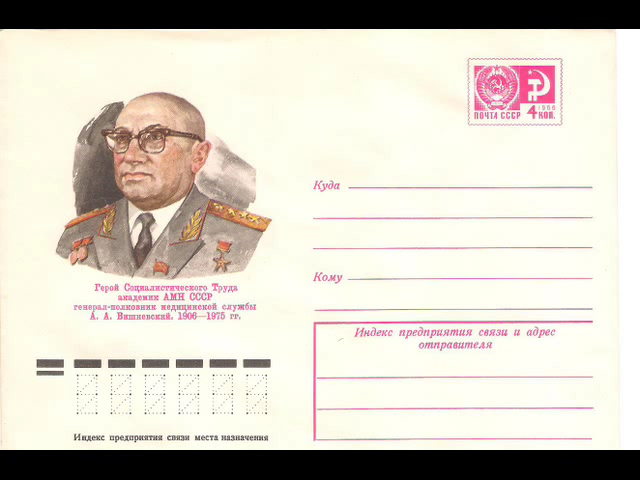 1966
ПОЧТА СССР 4 КОП.
Герой Социалистического Труда
академик АМН СССР
генерал-полковник медицинской службы
А. А. Вишневский. 1906—1975 гг.
Куда
Кому
Индекс предприятия связи и адрес
отправителя
Индекс предприятия связи места назначения